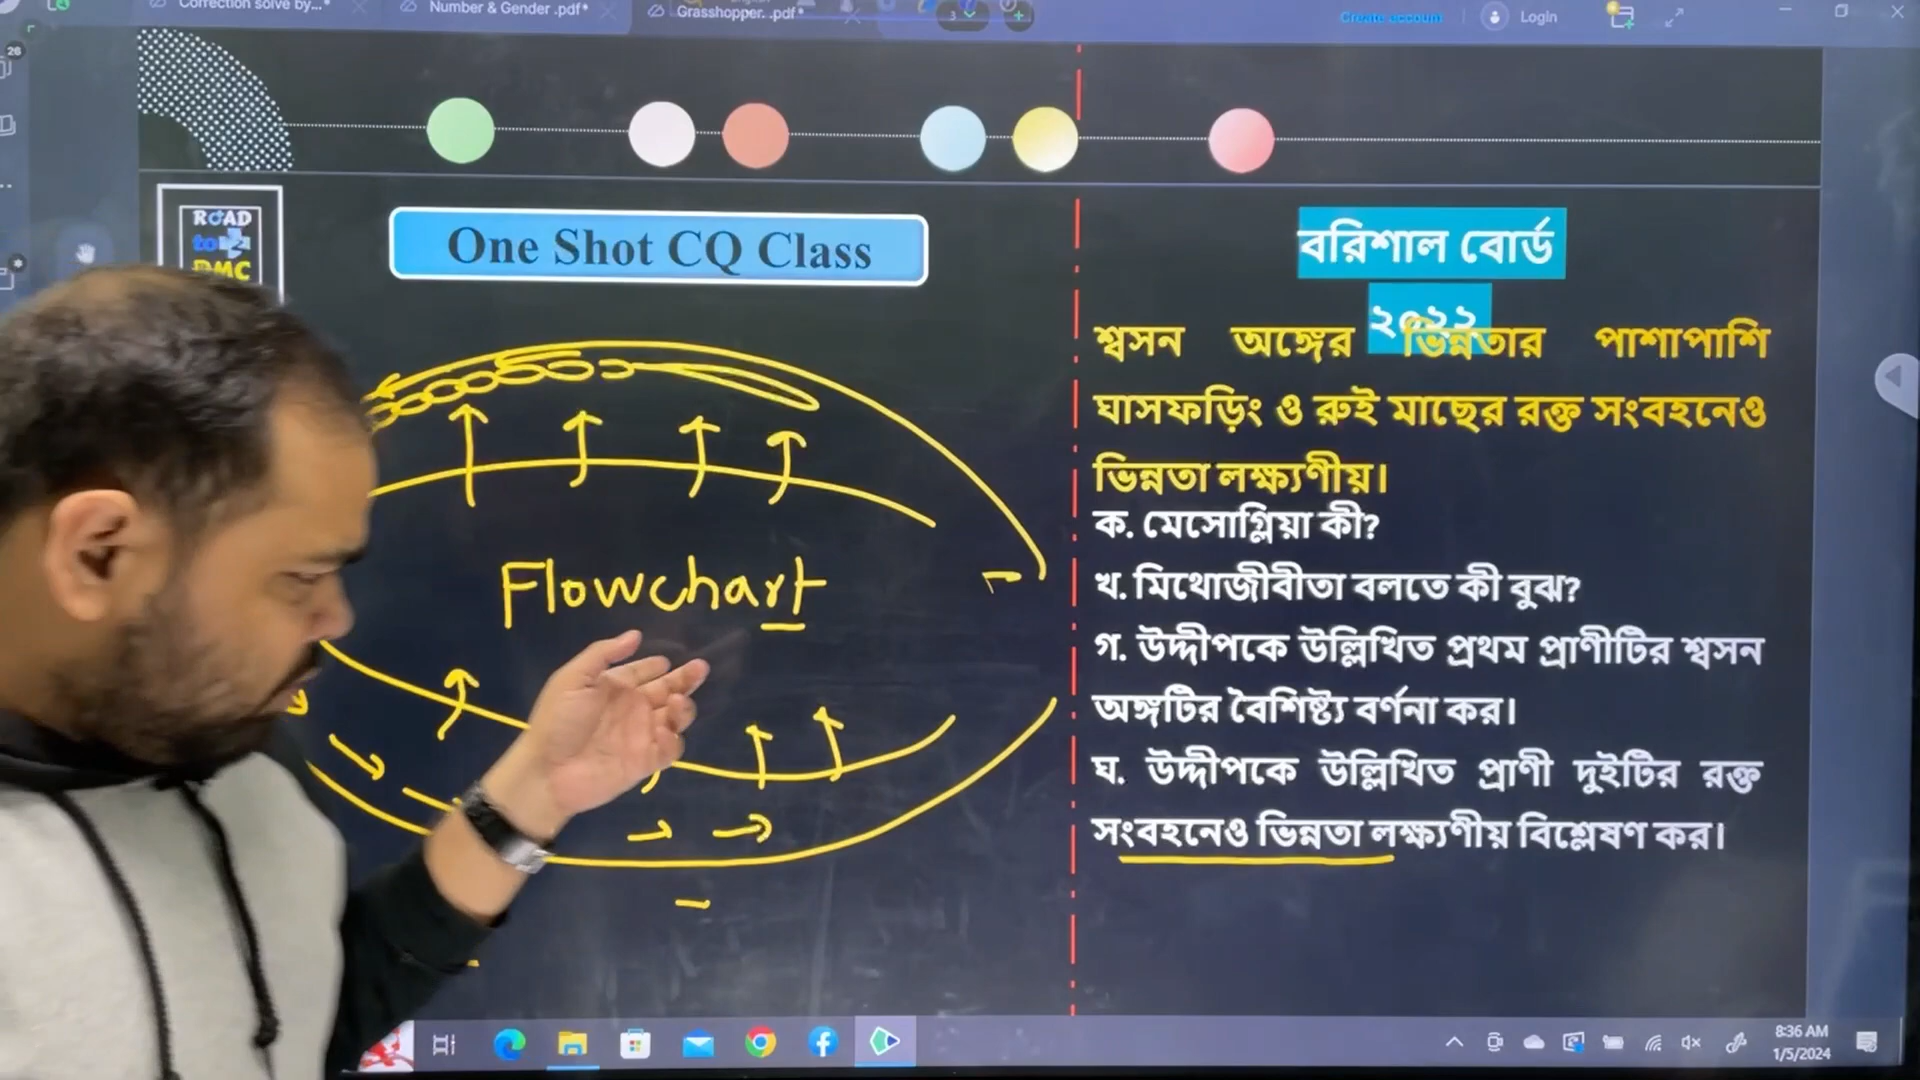 Correction solve by...*
Number & Gender .pdf*
Grasshopper. .pdf*
3
Create account
Login
26
ROAD
to
DMC
One Shot CQ Class
বরিশাল বোর্ড
২০২২
শ্বসন অঙ্গের ভিন্নতার পাশাপাশি
ঘাসফড়িং ও রুই মাছের রক্ত সংবহনেও
ভিন্নতা লক্ষ্যণীয়।
ক. মেসোগ্লিয়া কী?
খ. মিথোজীবীতা বলতে কী বুঝ?
গ. উদ্দীপকে উল্লিখিত প্রথম প্রাণীটির শ্বসন
অঙ্গটির বৈশিষ্ট্য বর্ণনা কর।
ঘ. উদ্দীপকে উল্লিখিত প্রাণী দুইটির রক্ত
সংবহনেও ভিন্নতা লক্ষ্যণীয় বিশ্লেষণ কর।
Flowchart
8:36 AM
1/5/2024